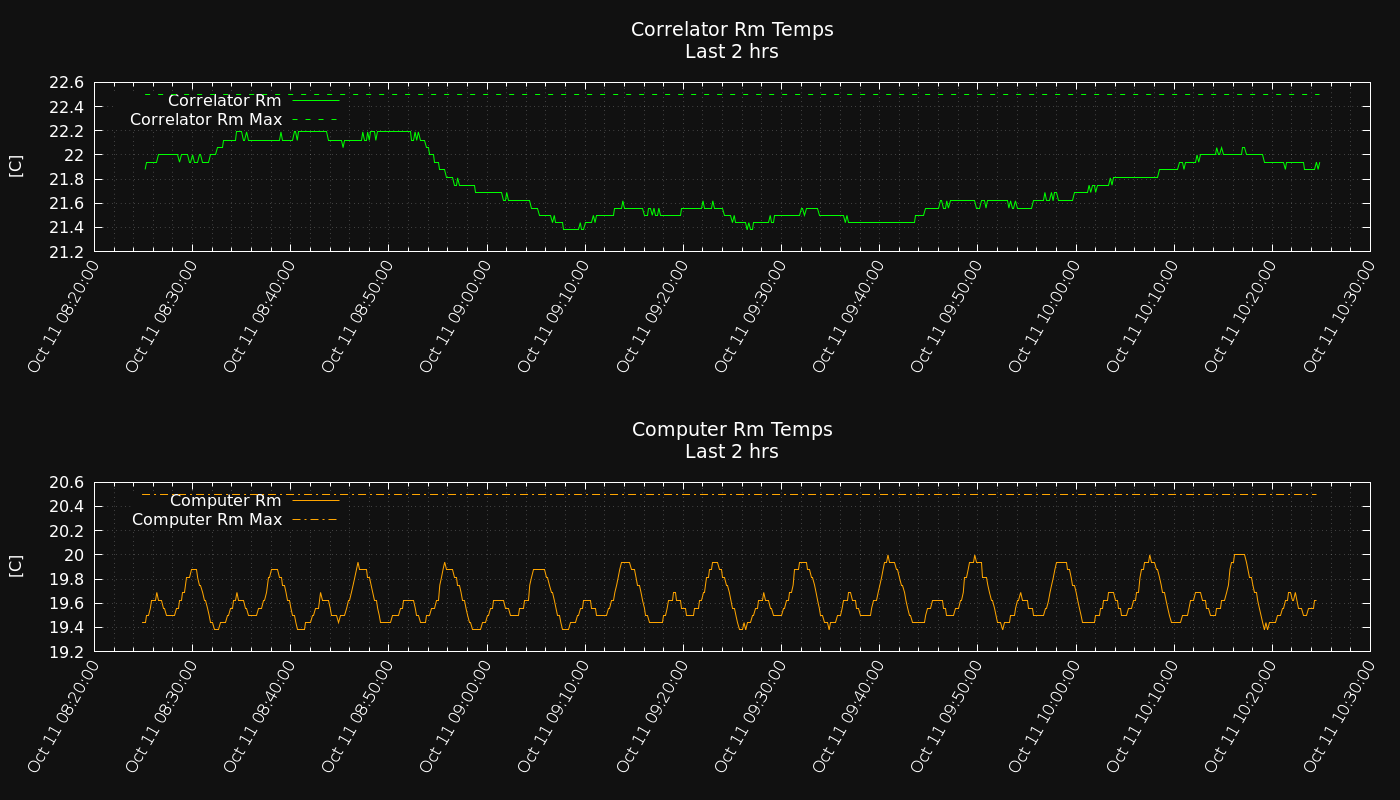 Correlator Rm Temps
Last 2 hrs
22.6
22.4
22.2
22
21.8
21.6
21.4
21.2
[C]
Correlator Rm
Correlator Rm Max
Oct 11 08:20:00
Oct 11 08:30:00
Oct 11 08:40:00
Oct 11 08:50:00
Oct 11 09:00:00
Oct 11 09:10:00
Oct 11 09:20:00
Oct 11 09:30:00
Oct 11 09:40:00
Oct 11 09:50:00
Oct 11 10:00:00
Oct 11 10:10:00
Oct 11 10:20:00
Oct 11 10:30:00
Computer Rm Temps
Last 2 hrs
20.6
20.4
20.2
20
19.8
19.6
19.4
19.2
[C]
Computer Rm
Computer Rm Max
Oct 11 08:20:00
Oct 11 08:30:00
Oct 11 08:40:00
Oct 11 08:50:00
Oct 11 09:00:00
Oct 11 09:10:00
Oct 11 09:20:00
Oct 11 09:30:00
Oct 11 09:40:00
Oct 11 09:50:00
Oct 11 10:00:00
Oct 11 10:10:00
Oct 11 10:20:00
Oct 11 10:30:00